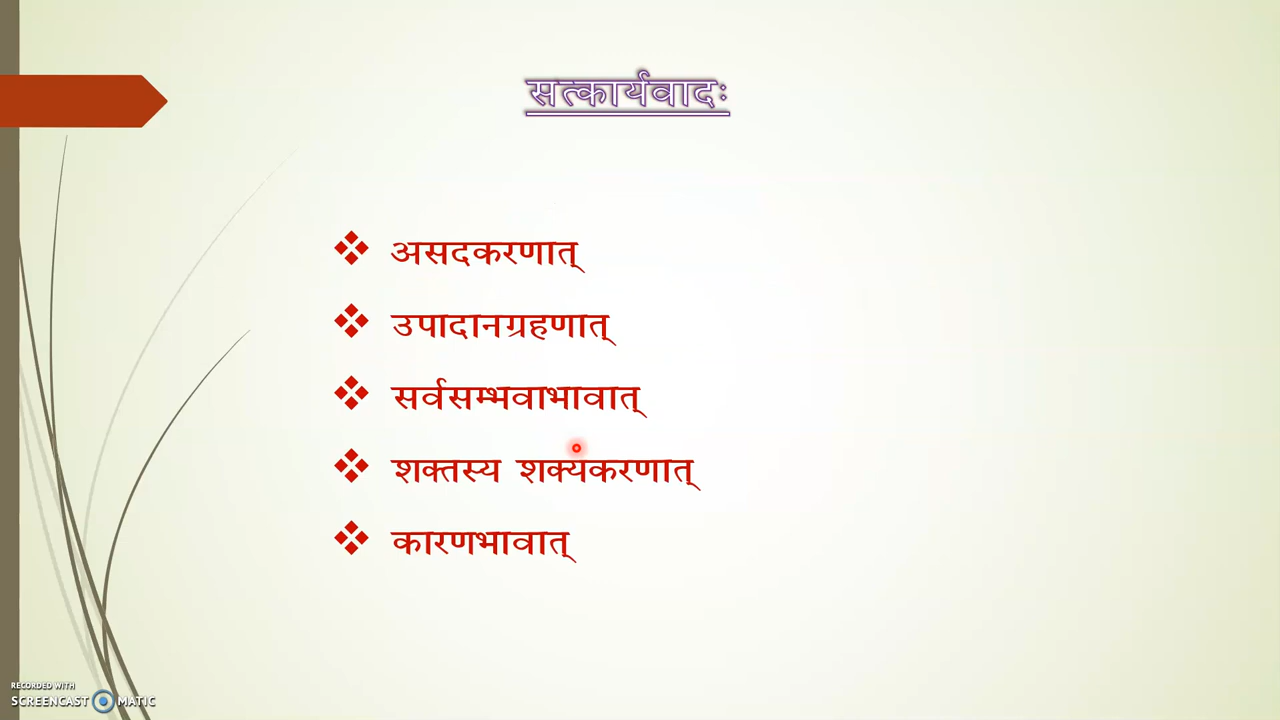 सत्कार्यवादः
असदकरणात्
उपादानग्रहणात्
सर्वसम्भवाभावात्
शक्तस्य शक्यकरणात्
कारणभावात्
RECORDED WITH
SCREENCAST MATIC